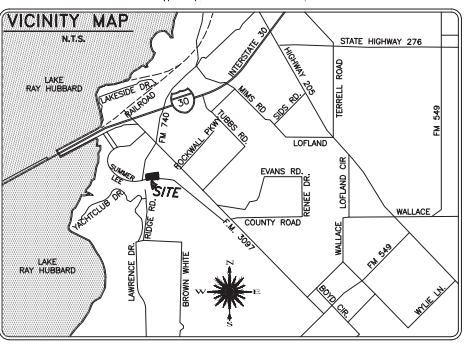 VICINITY MAP
N.T.S.
LAKE
RAY HUBBARD
LAKESIDE DR.
RAILROAD
FM 740
30
INTERSTATE 30
HIGHWAY 205
STATE HIGHWAY 276
TERRELL ROAD
FM 549
MIMS RD
SIDS RD.
TUBBS RD.
ROCKWALL PKWY
LOFLAND
EVANS RD.
RENEE DR.
LOFLAND CIR
SUMMER
LEE
SITE
YACHTCLUB DR.
RIDGE RD.
F.M. 3097
COUNTY ROAD
WALLACE
WALLACE
LAKE
RAY HUBBARD
LAWRENCE DR.
BROWN WHITE
N
W
E
S
FM 549
BOYD CIR.
WYLIE LN.